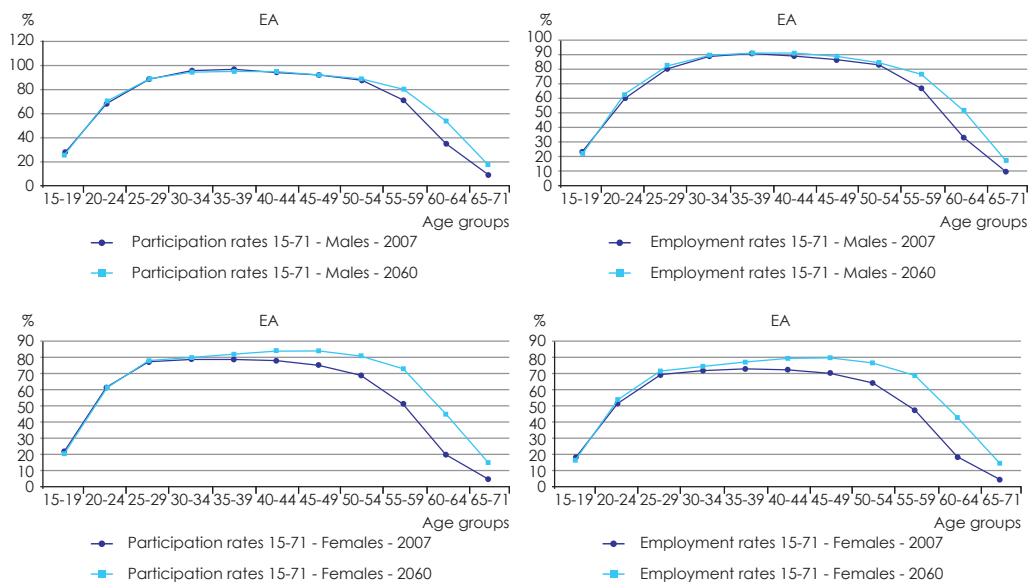 %
EA
120
100
80
60
40
20
0
15-19 20-24 25-29 30-34 35-39 40-44 45-49 50-54 55-59 60-64 65-71
Age groups
Participation rates 15-71 - Males - 2007
Participation rates 15-71 - Males - 2060
%
EA
100
90
80
70
60
50
40
30
20
10
0
15-19 20-24 25-29 30-34 35-39 40-44 45-49 50-54 55-59 60-64 65-71
Age groups
Employment rates 15-71 - Males - 2007
Employment rates 15-71 - Males - 2060
%
EA
90
80
70
60
50
40
30
20
10
0
15-19 20-24 25-29 30-34 35-39 40-44 45-49 50-54 55-59 60-64 65-71
Age groups
Participation rates 15-71 - Females - 2007
Participation rates 15-71 - Females - 2060
%
EA
90
80
70
60
50
40
30
20
10
0
15-19 20-24 25-29 30-34 35-39 40-44 45-49 50-54 55-59 60-64 65-71
Age groups
Employment rates 15-71 - Females - 2007
Employment rates 15-71 - Females - 2060